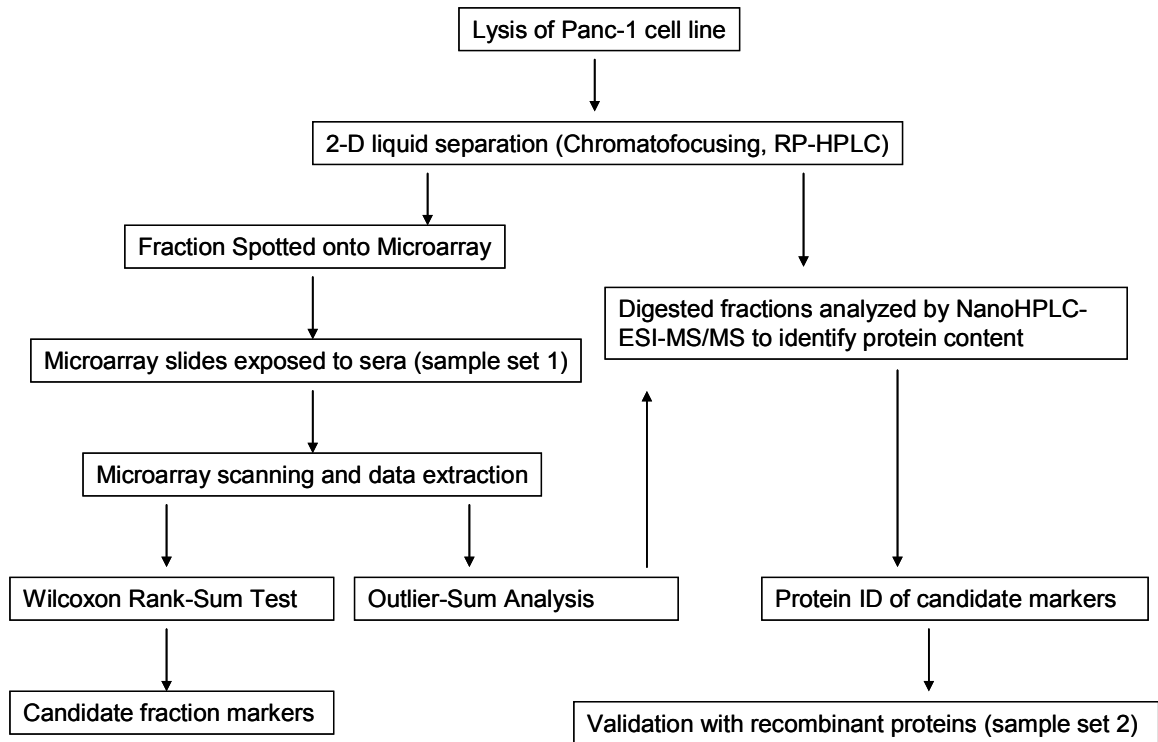 Lysis of Panc-1 cell line
2-D liquid separation (Chromatofocusing, RP-HPLC)
Fraction Spotted onto Microarray
Digested fractions analyzed by NanoHPLC-
ESI-MS/MS to identify protein content
Microarray slides exposed to sera (sample set 1)
Microarray scanning and data extraction
Wilcoxon Rank-Sum Test
Outlier-Sum Analysis
Protein ID of candidate markers
Candidate fraction markers
Validation with recombinant proteins (sample set 2)